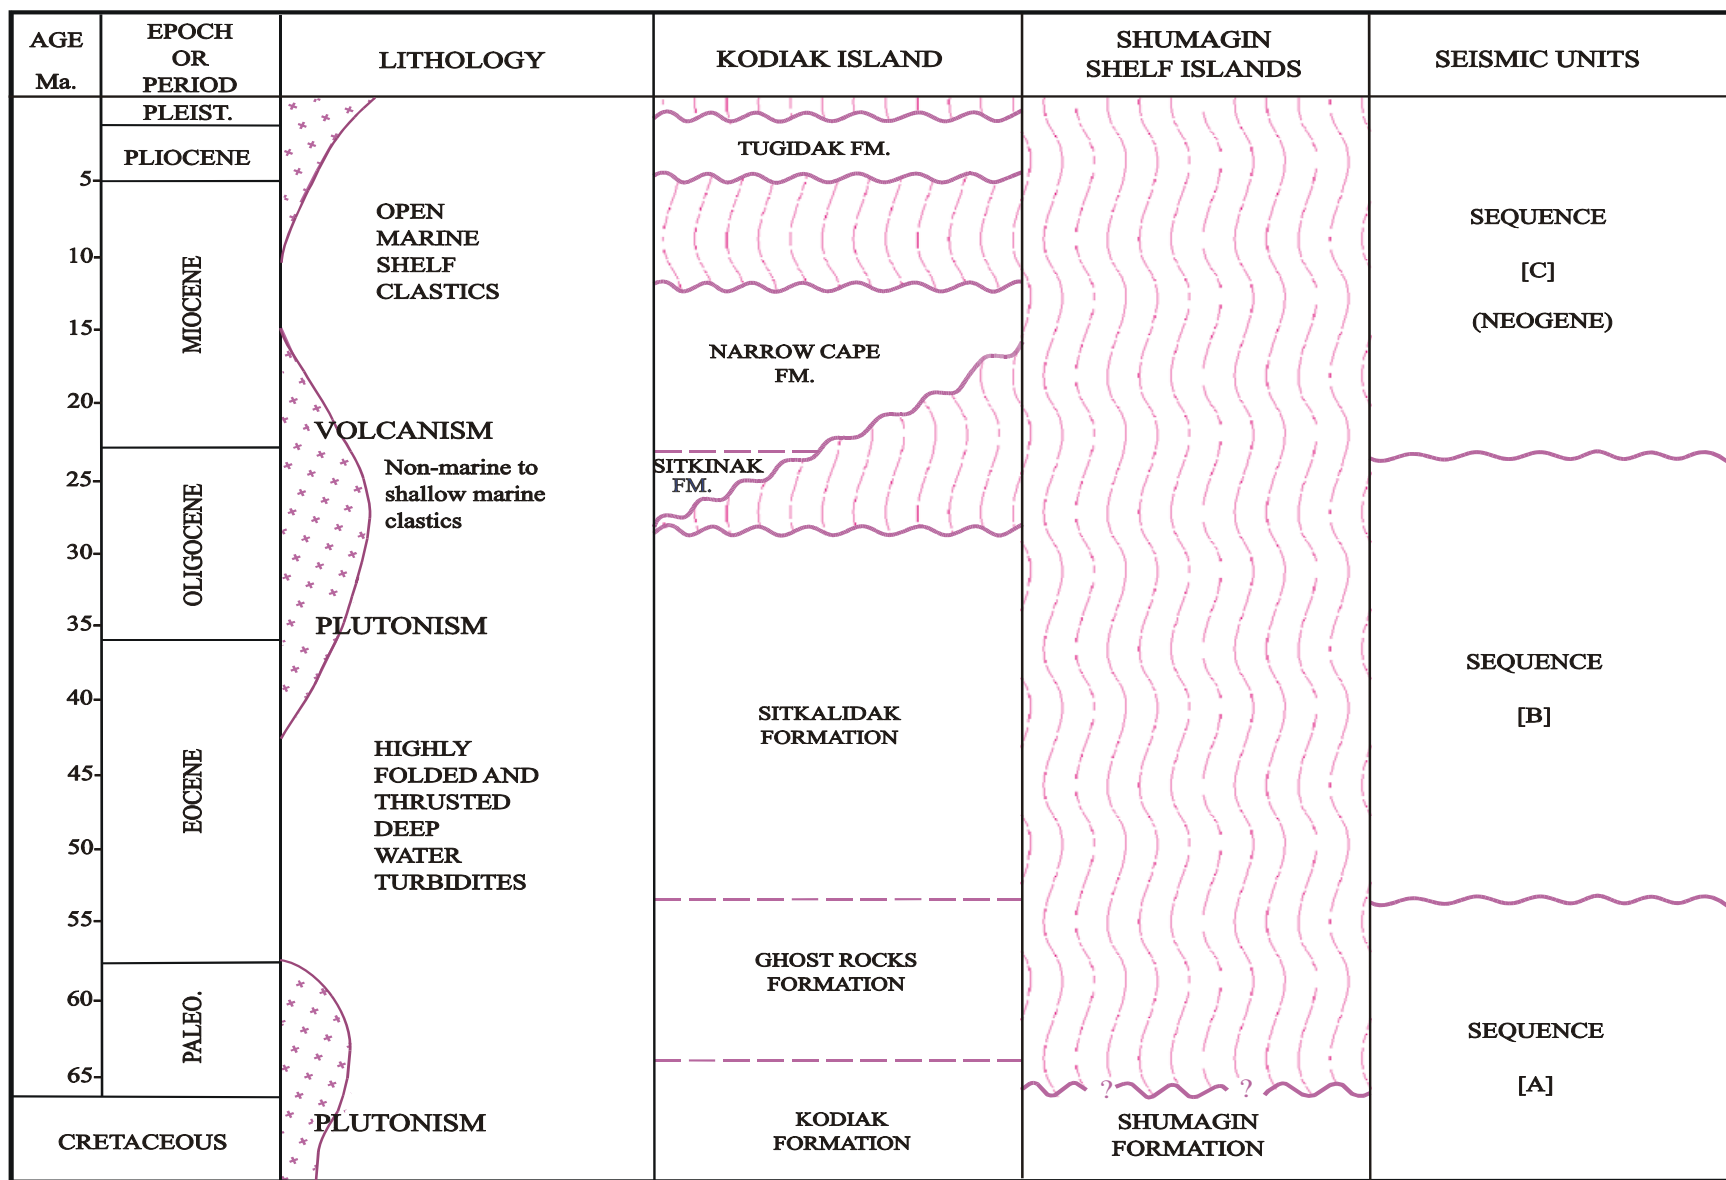 AGE
Ma.
EPOCH
OR
PERIOD
LITHOLOGY
KODIAK ISLAND
SHUMAGIN
SHELF ISLANDS
SEISMIC UNITS
PLEIST.
PLIOCENE
MIOCENE
OLIGOCENE
EOCENE
PALEO.
CRETACEOUS
5
10
15
20
25
30
35
40
45
50
55
60
65
OPEN
MARINE
SHELF
CLASTICS
VOLCANISM
Non-marine to
shallow marine
clastics
PLUTONISM
HIGHLY
FOLDED AND
THRUSTED
DEEP
WATER
TURBIDITES
PLUTONISM
TUGIDAK FM.
NARROW CAPE
FM.
SITKINAK
FM.
SITKALIDAK
FORMATION
GHOST ROCKS
FORMATION
KODIAK
FORMATION
? ?
SHUMAGIN
FORMATION
SEQUENCE
[C]
(NEOGENE)
SEQUENCE
[B]
SEQUENCE
[A]